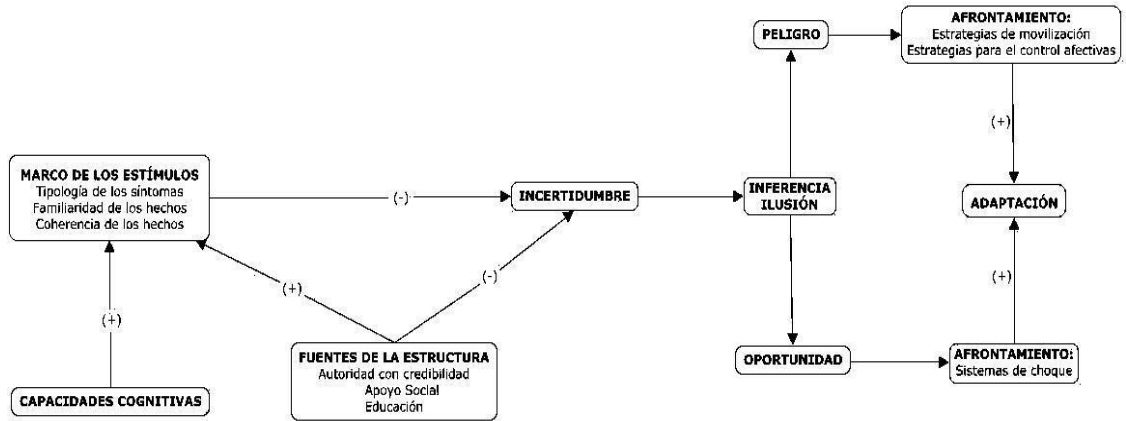 MARCO DE LOS ESTÍMULOS
Tipología de los síntomas
Familiaridad de los hechos
Coherencia de los hechos
(+)
CAPACIDADES COGNITIVAS
(+)
FUENTES DE LA ESTRUCTURA
Autoridad con credibilidad
Apoyo Social
Educación
(-)
(-)
INCERTIDUMBRE
INFERENCIA
ILUSIÓN
PELIGRO
AFRONTAMIENTO:
Estrategias de movilización
Estrategias para el control afectivas
(+)
ADAPTACIÓN
(+)
OPORTUNIDAD
AFRONTAMIENTO:
Sistemas de choque